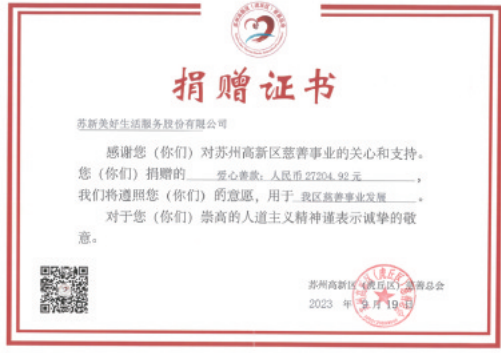 捐赠证书
苏新美好生活服务股份有限公司
感谢您（你们）对苏州高新区慈善事业的关心和支持。
您（你们）捐赠的 爱心善款：人民币27204.92元 ，
我们将遵照您（你们）的意愿，用于 我区慈善事业发展 。
对于您（你们）崇高的人道主义精神谨表示诚挚的敬
意。
苏州高新区（虎丘区）慈善总会
2023 年 9月 19日